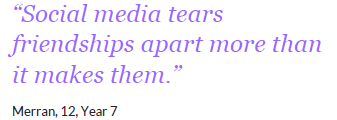 “Social media tears
friendships apart more than
it makes them.”
Merran, 12, Year 7